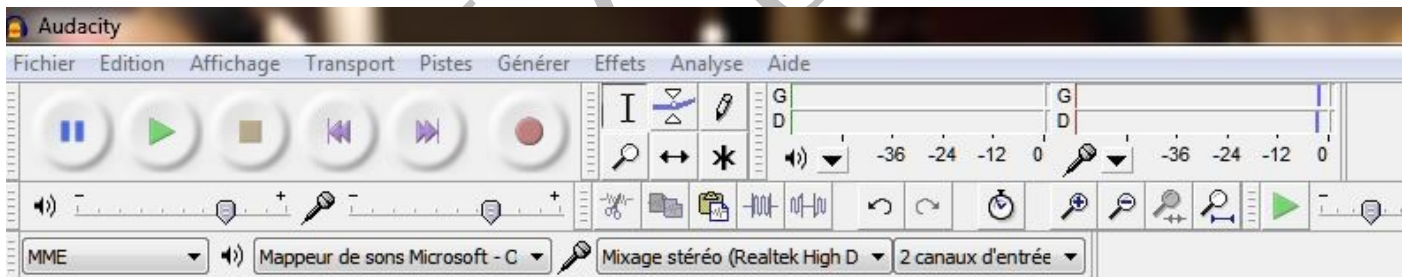 Audacity
Fichier Edition Affichage Transport Pistes Générer Effets Analyse Aide
G G
D D
-36 -24 -12 0 -36 -24 -12 0
- + - + -
MME Mappeur de sons Microsoft - C Mixage stéréo (Realtek High D 2 canaux d'entrée